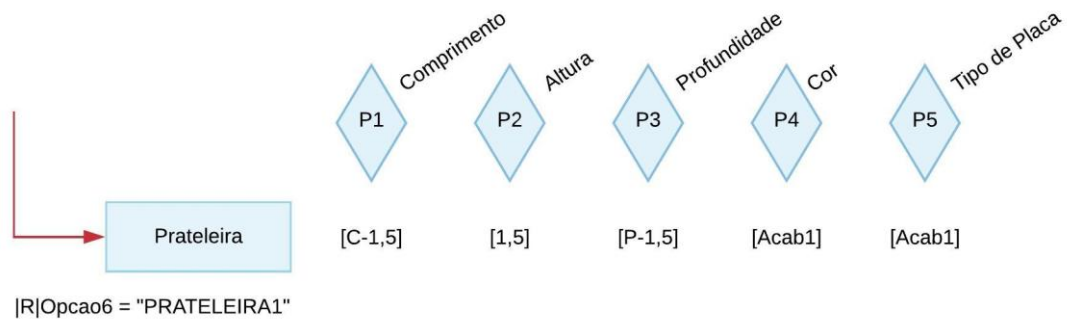 Comprimento
Altura
Profundidade
Cor
Tipo de Placa
P1
P2
P3
P4
P5
Prateleira
[C-1,5]
[1,5]
[P-1,5]
[Acab1]
[Acab1]
|R|Opcao6 = "PRATELEIRA1"